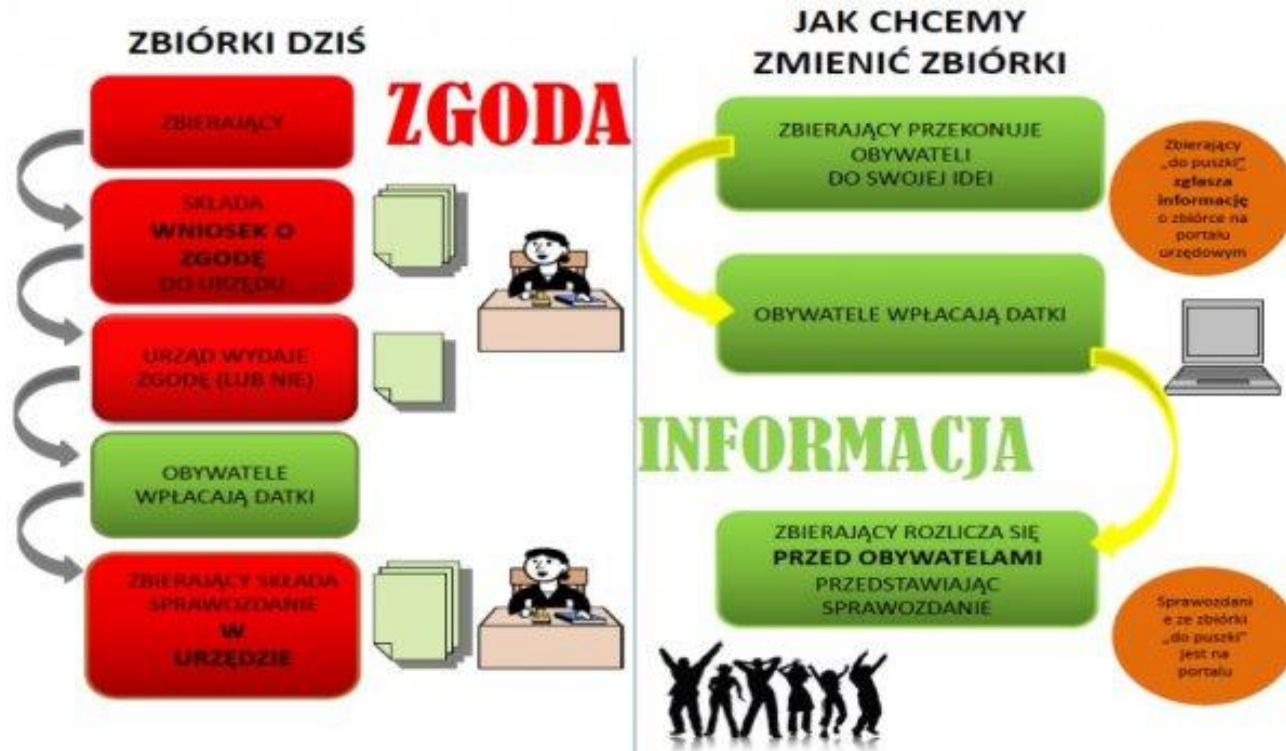 ZBIÓRKI DZIŚ
ZGODA
ZBIERAJĄCY
SKŁADA
WNIOSEK O
ZGODĘ
DO URZĘDU
URZĄD WYDAJE
ZGODĘ (LUB NIE)
OBYWATELE
WPŁACAJĄ DATKI
ZBIERAJĄCY SKŁADA
SPRAWOZDANIE
W
URZĘDZIE
JAK CHCEMY
ZMIENIĆ ZBIÓRKI
ZBIERAJĄCY PRZEKONUJE
OBYWATELI
DO SWOJEJ IDEI
Zbierający
„do puszki”
zgłasza
informację
o zbiórce na
portalu
urzędowym
OBYWATELE WPŁACAJĄ DATKI
INFORMACJA
ZBIERAJĄCY ROZLICZA SIĘ
PRZED OBYWATELAMI
PRZEDSTAWIAJĄC
SPRAWOZDANIE
Sprawozdani
e ze zbiórki
„do puszki”
jest na
portalu